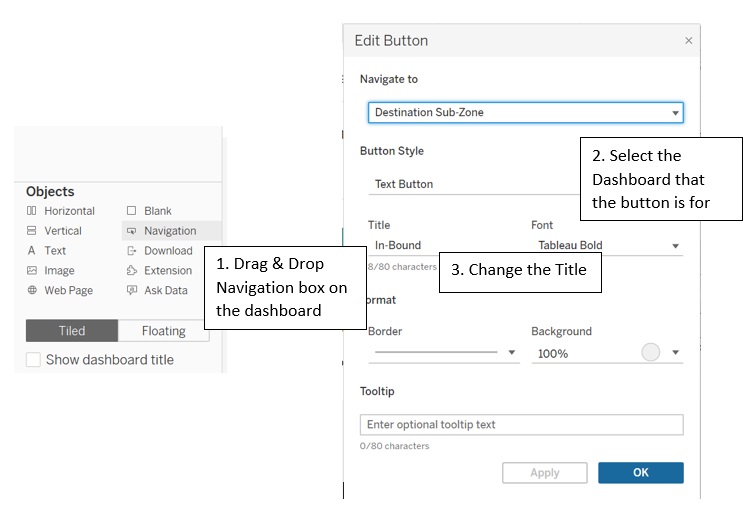 Objects
Horizontal
Blank
Vertical
Navigation
Text
Download
Image
Extension
Web Page
Ask Data
Tiled
Floating
Show dashboard title
1. Drag & Drop
Navigation box on
the dashboard
Edit Button
Navigate to
Destination Sub-Zone
Button Style
Text Button
2. Select the
Dashboard that
the button is for
Title
Font
In-Bound
Tableau Bold
8/80 characters
3. Change the Title
ormat
Border
Background
100%
Tooltip
Enter optional tooltip text
0/80 characters
Apply
OK